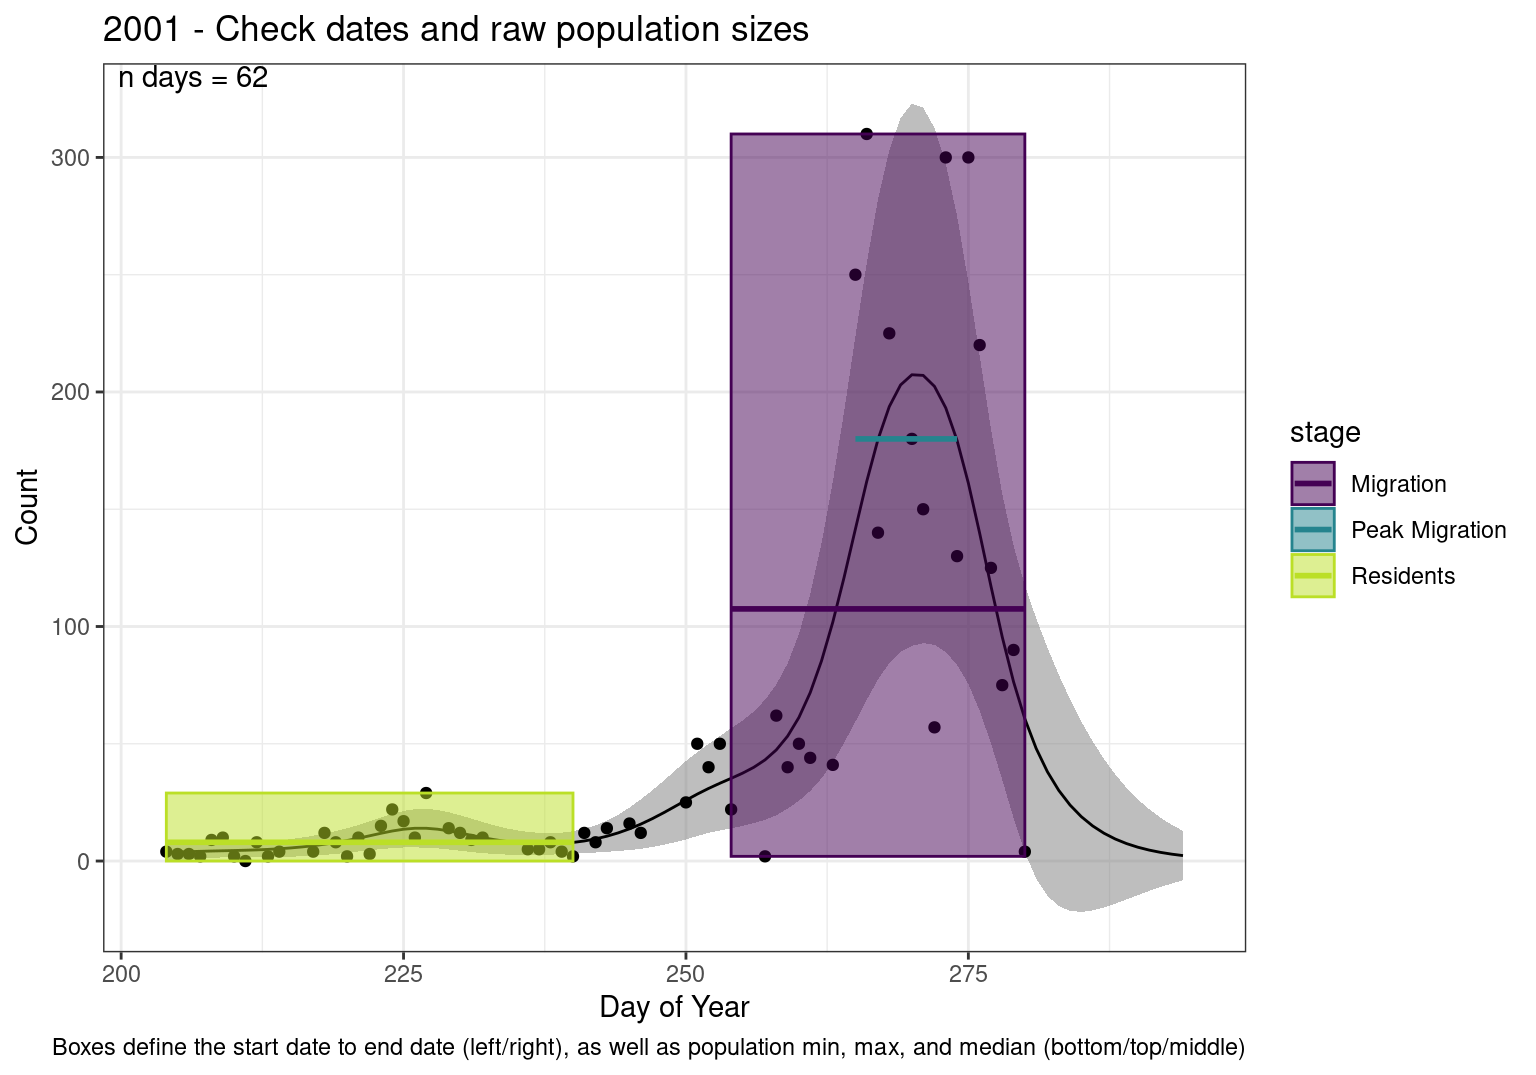 2001 - Check dates and raw population sizes
n days = 62
300
200
100
0
Count
200 225 250 275
Day of Year
stage
Migration
Peak Migration
Residents
Boxes define the start date to end date (left/right), as well as population min, max, and median (bottom/top/middle)